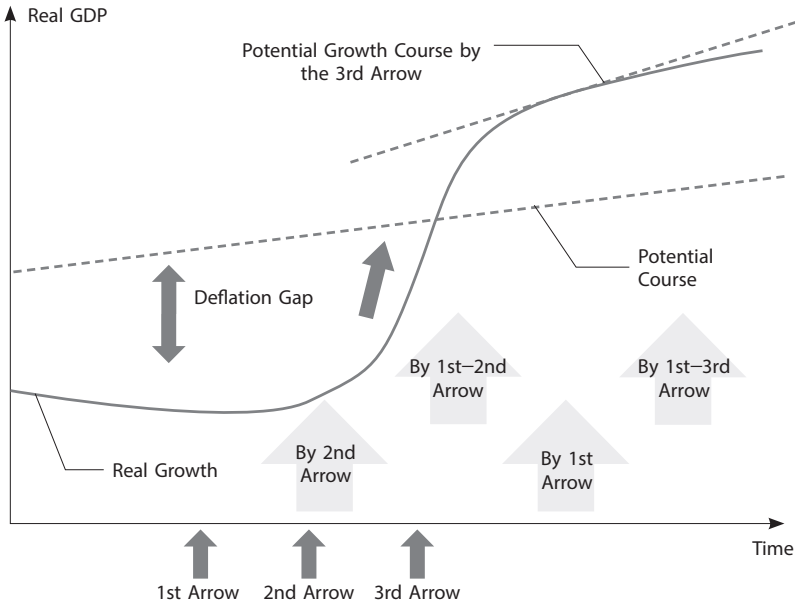 Real GDP
Potential Growth Course by
the 3rd Arrow
Potential
Course
Deflation Gap
By 1st–2nd
Arrow
By 1st–3rd
Arrow
By 2nd
Arrow
By 1st
Arrow
Real Growth
Time
1st Arrow
2nd Arrow
3rd Arrow